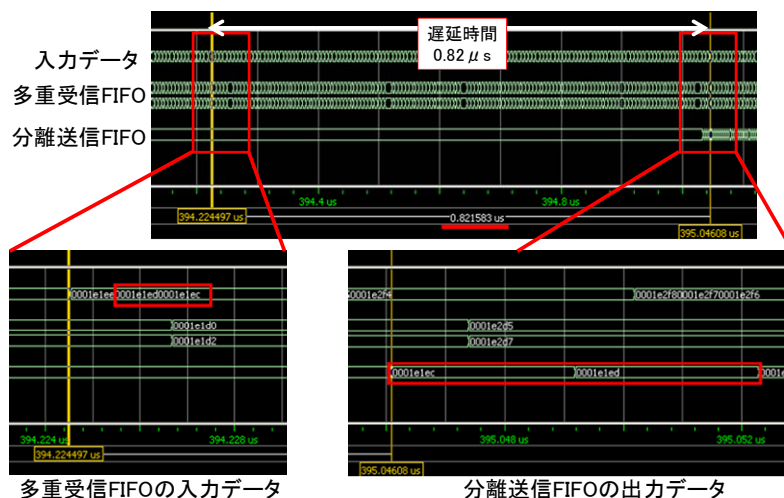 遅延時間
0.82μs
入力データ
多重受信FIFO
分離送信FIFO
394.4 us
394.8 us
394.224497 us
0.821583 us
395.04608 us
0001e1ee0001e1ed0001e1ec
0001e1d0
0001e1d2
394.224 us
394.228 us
394.224497 us
多重受信FIFOの入力データ
0001e2f4
0001e2f80001e2f70001e2f6
0001e2d5
0001e2d7
0001e1ec
0001e1ed
0001e
395.048 us
395.052 us
395.04608 us
分離送信FIFOの出力データ